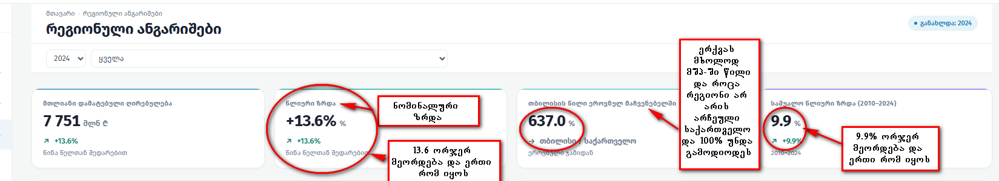 მთავარი › რეგიონული ანგარიშები
რეგიონული ანგარიშები
განახლდა: 2024
2024
ყველა
მთლიანი დამატებული ღირებულება
7 751 მლნ ₾
↗ +13.6%
წინა წელთან შედარებით
წლიური ზრდა
+13.6% %
↗ +13.6%
წინა წელთან შედარებით
ნომინალური
ზრდა
13.6 ორჯერ
მეორდება და ერთი
რომ იყოს
თბილისის წილი ეროვნულ მაჩვენებელში
637.0 %
→ თბილისი / საქართველო
ეროვნული ჯამიდან
ერქვას
მხოლოდ
მშპ-ში წილი
და როცა
რეგიონი არ
არის
არჩეული
საქართველო
და 100% უნდა
გამოდიოდეს
საშუალო წლიური ზრდა (2010–2024)
9.9 %
↗ +9.9%
2010–2024
9.9% ორჯერ
მეორდება და
ერთი რომ იყოს